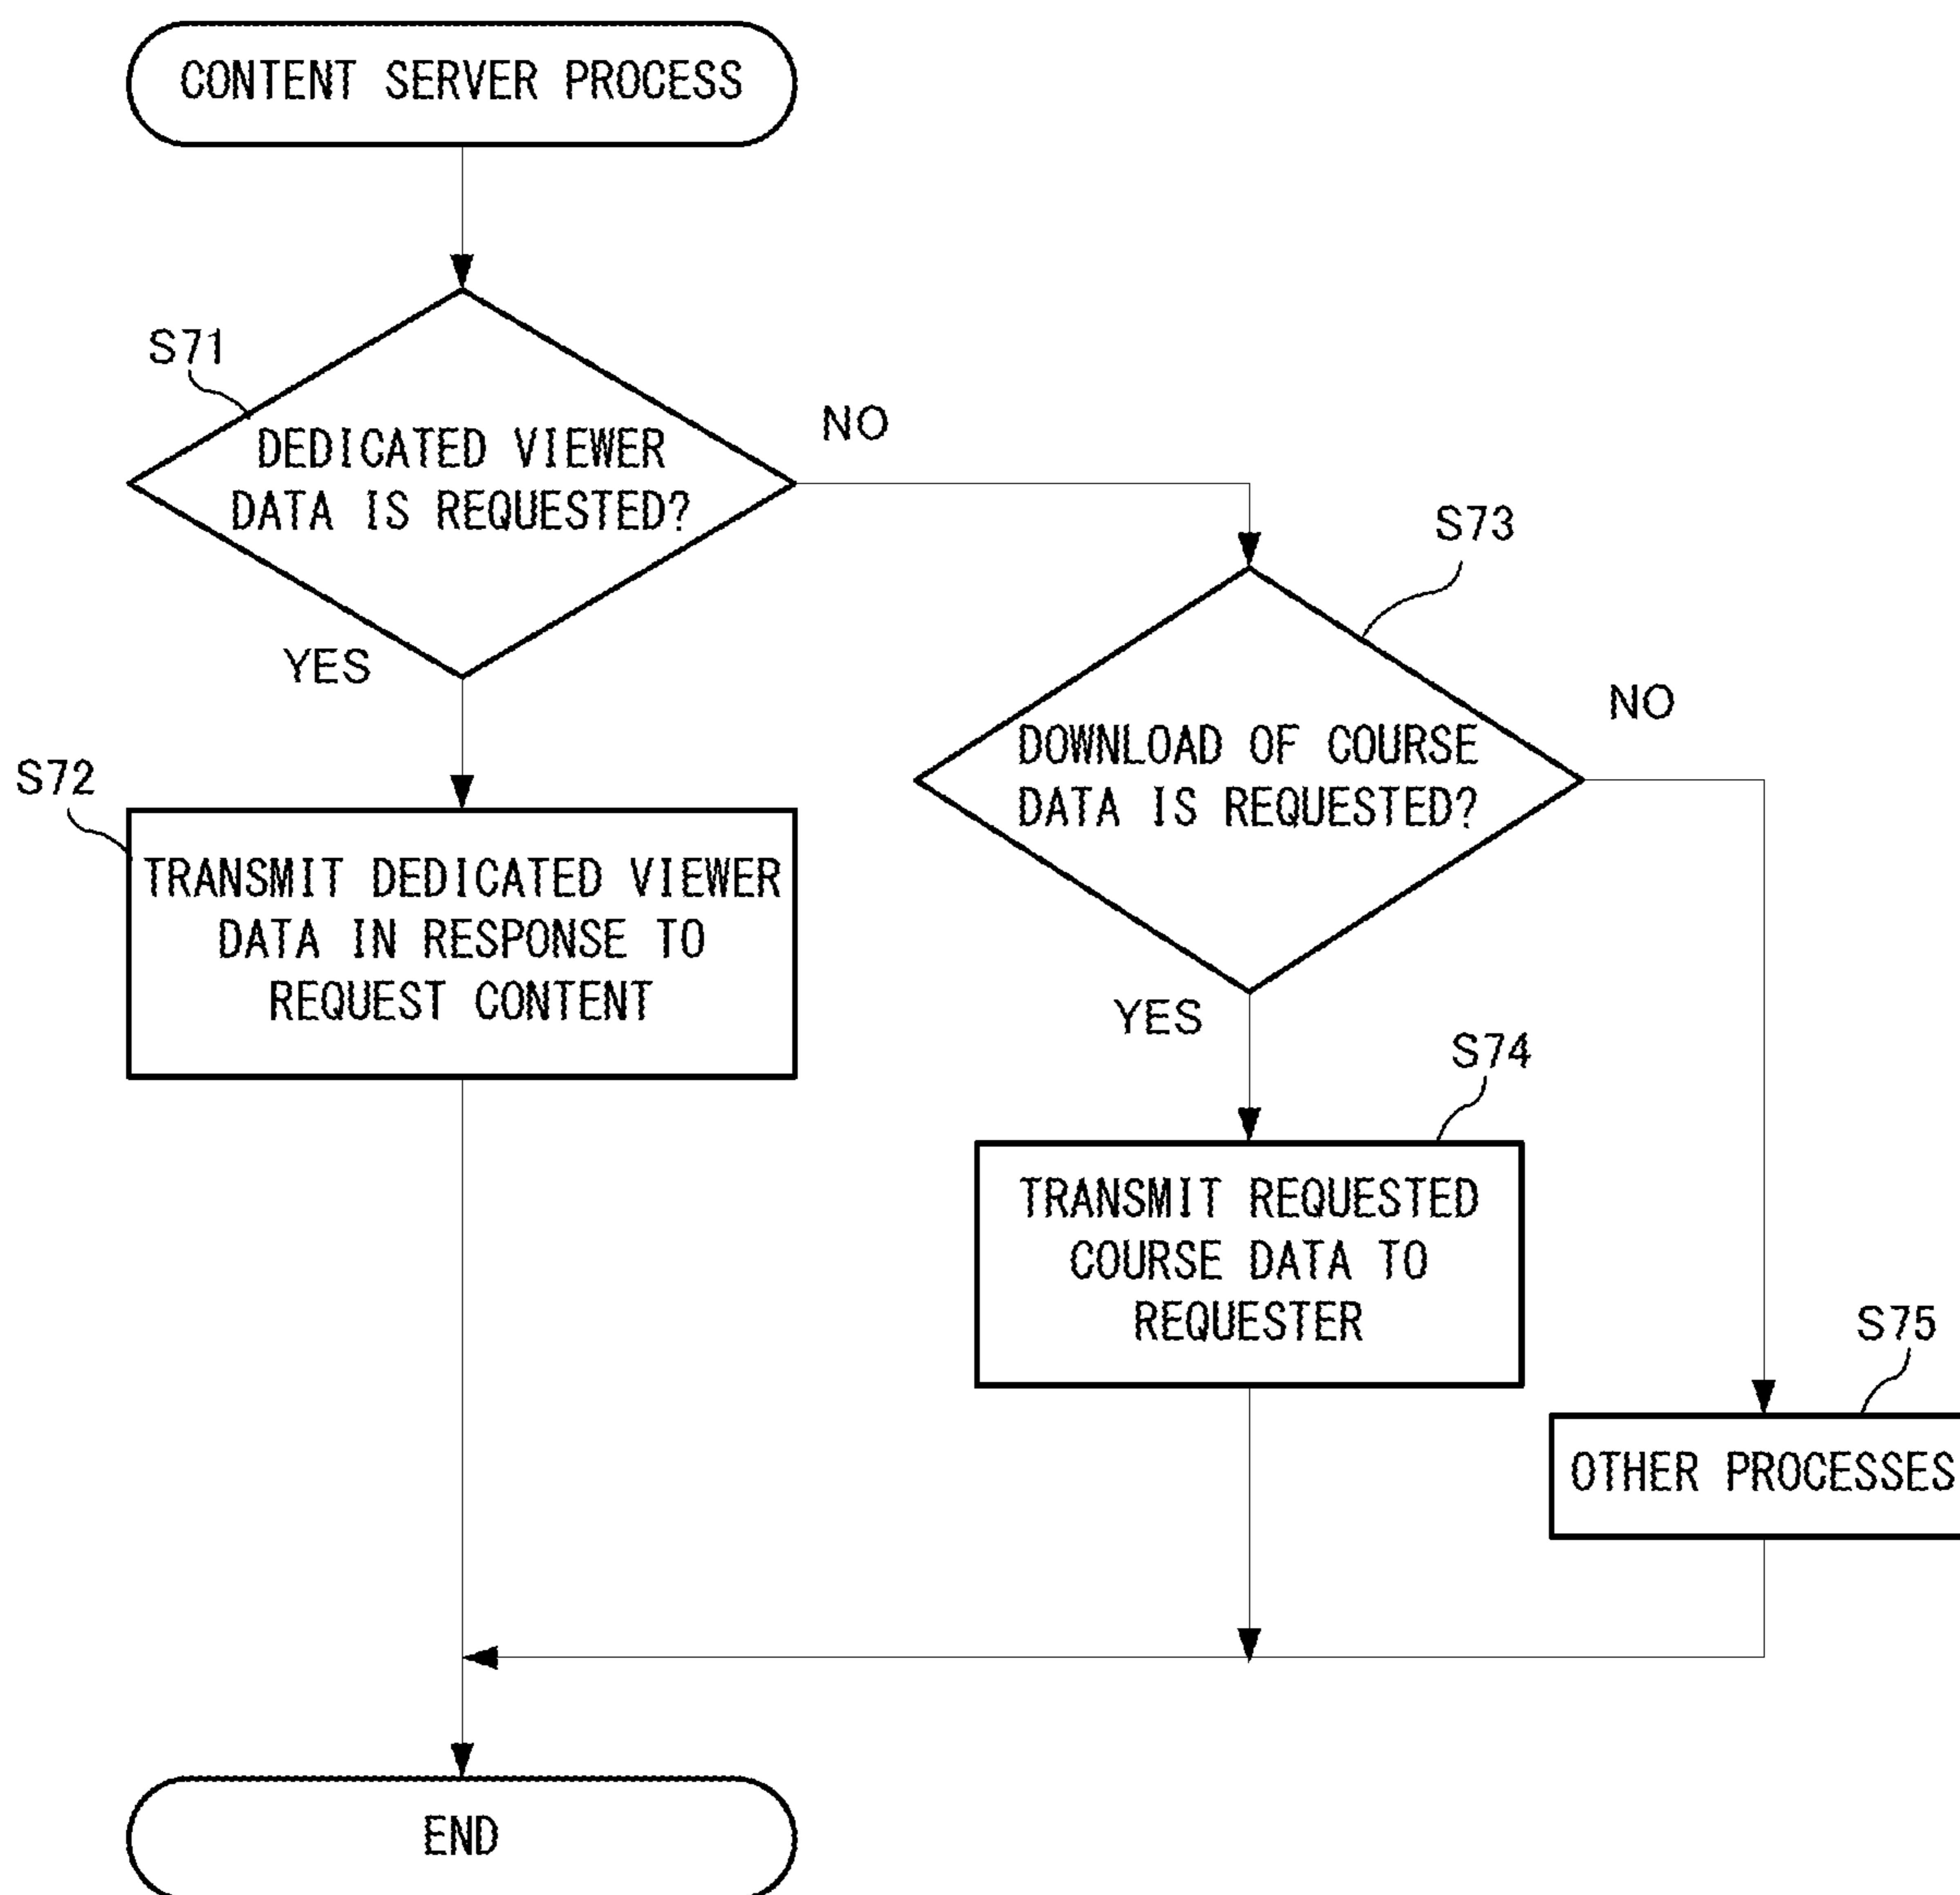 CONTENT SERVER PROCESS
S71
DEDICATED VIEWER
DATA IS REQUESTED?
NO
YES
S72
TRANSMIT DEDICATED VIEWER
DATA IN RESPONSE TO
REQUEST CONTENT
S73
DOWNLOAD OF COURSE
DATA IS REQUESTED?
NO
YES
S74
TRANSMIT REQUESTED
COURSE DATA TO
REQUESTER
S75
OTHER PROCESSES
END